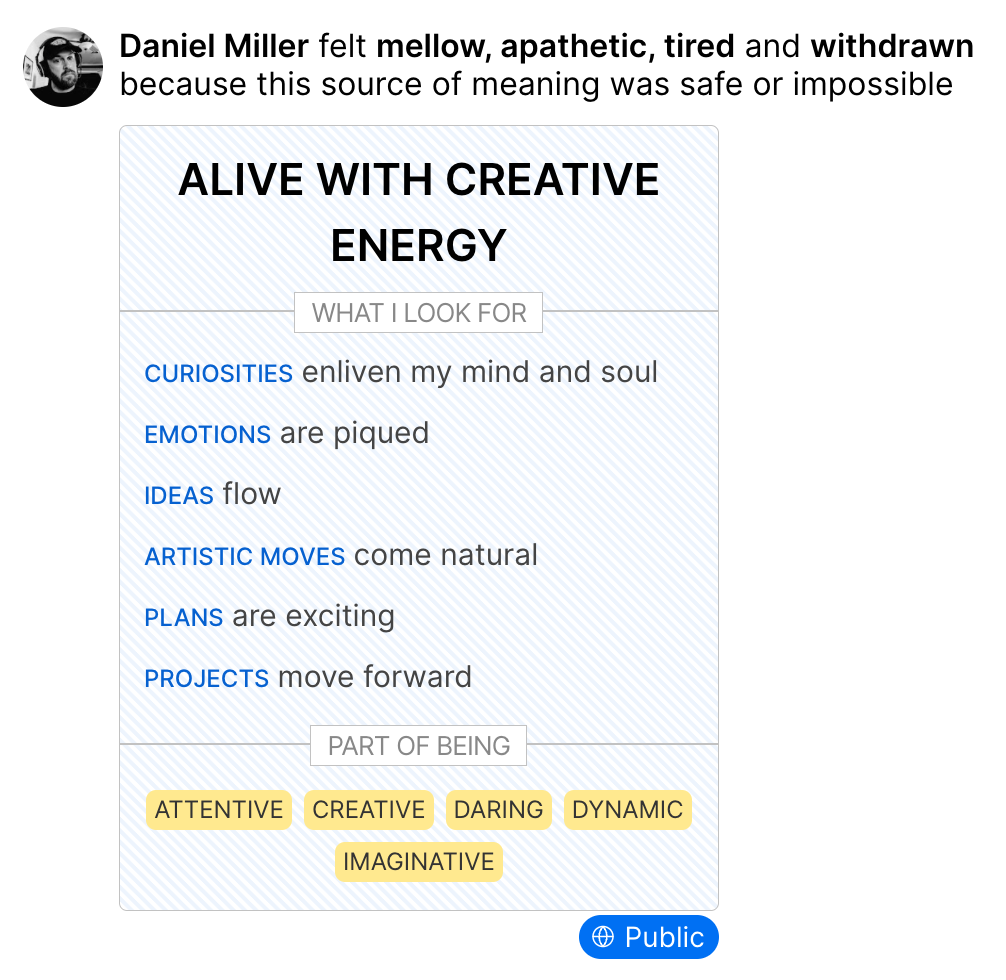 Daniel Miller felt mellow, apathetic, tired and withdrawn
because this source of meaning was safe or impossible
ALIVE WITH CREATIVE
ENERGY
WHAT I LOOK FOR
CURIOSITIES enliven my mind and soul
EMOTIONS are piqued
IDEAS flow
ARTISTIC MOVES come natural
PLANS are exciting
PROJECTS move forward
PART OF BEING
ATTENTIVE CREATIVE DARING DYNAMIC
IMAGINATIVE
Public